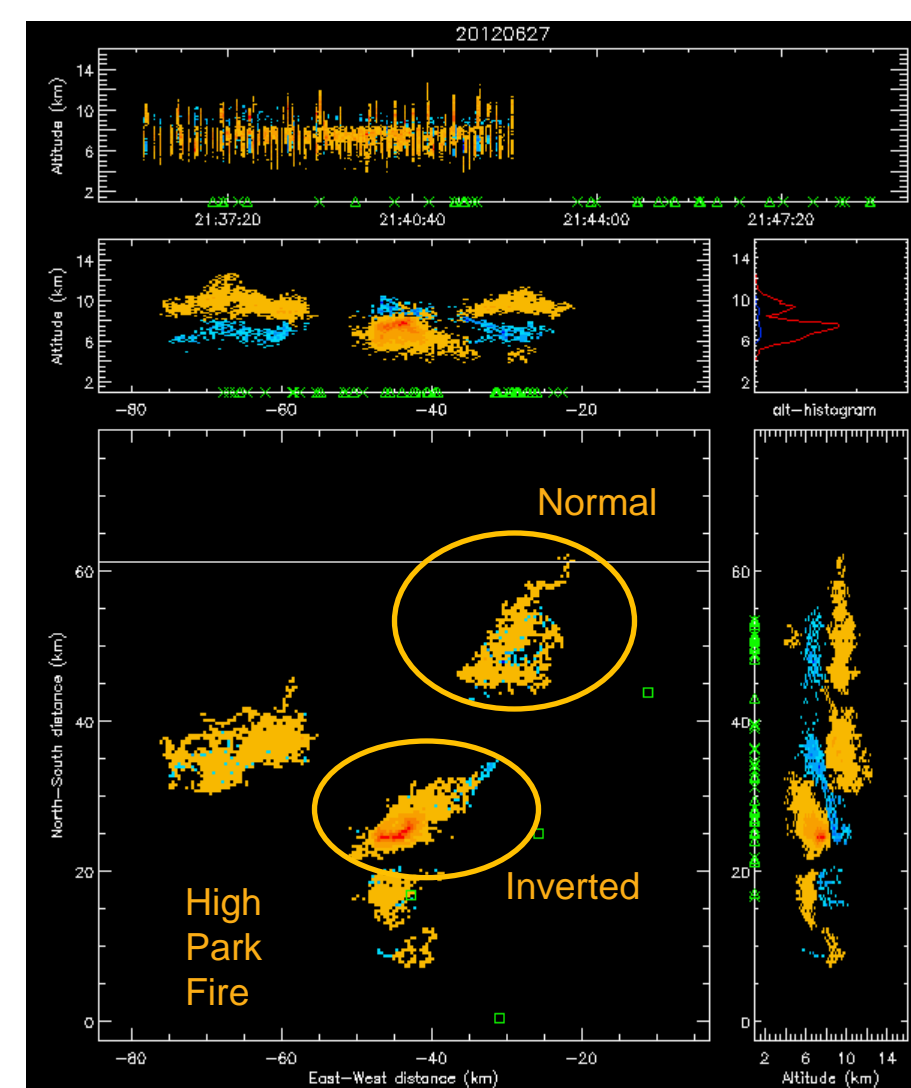 20120627
Altitude (km)
14
10
6
2
21:37:20 21:40:40 21:44:00 21:47:20
Altitude (km)
14
10
6
2
-80 -60 -40 -20
14
10
6
2
alt-histogram
North-South distance (km)
60
40
20
0
-80 -60 -40 -20
East-West distance (km)
Normal
Inverted
High
Park
Fire
60
40
20
0
2 6 10 14
Altitude (km)